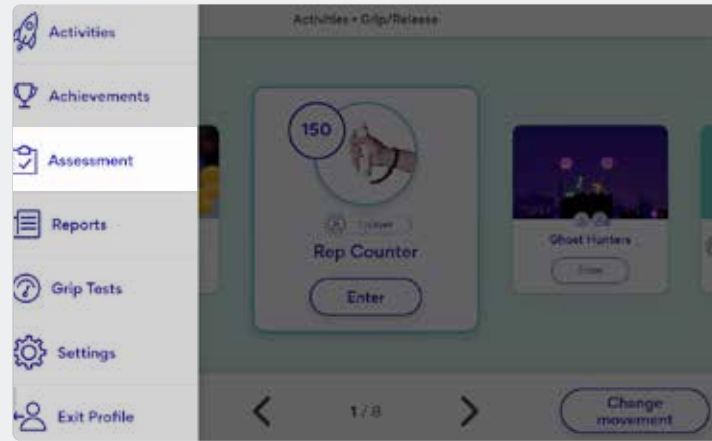 Activities
Achievements
Assessment
Reports
Grip Tests
Settings
Exit Profile
Activities • Grip/Release
150
Rep Counter
Enter
Ghost Hunters
1 / 8
Change
movement